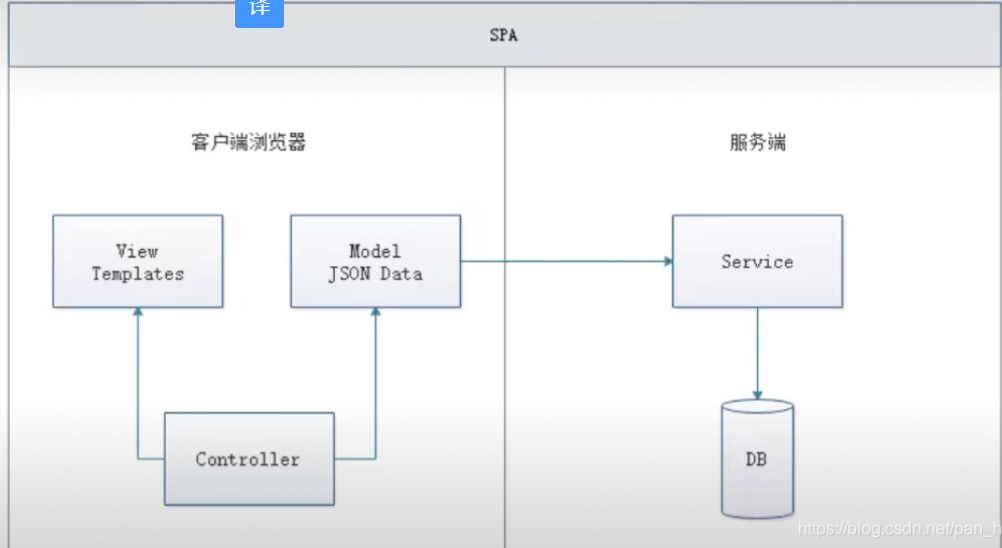 译
SPA
客户端浏览器
服务端
View
Templates
Model
JSON Data
Service
Controller
DB
https://blog.csdn.net/pan_h